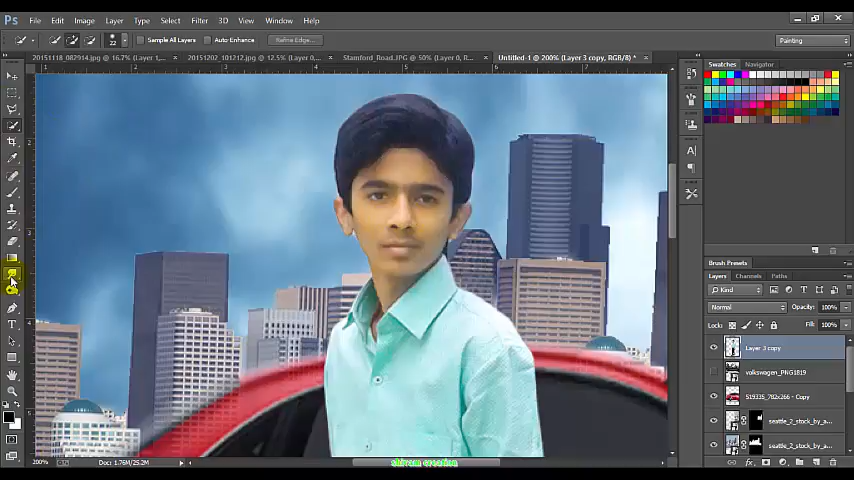 Ps File Edit Image Layer Type Select Filter 3D View Window Help
22 Sample All Layers Auto-Enhance Refine Edge... Painting
20151118_082914.jpg @ 16.7% (Layer 1, ... 20151202_101212.jpg @ 12.5% (Layer 0, ... Stamford_Road.JPG @ 50% (Layer 0, R... Untitled-1 @ 200% (Layer 3 copy, RGB/8) *
Swatches Navigator
Brush Presets
Layers Channels Paths
Kind
Normal Opacity: 100%
Lock: Fill: 100%
Layer 3 copy
volkswagen_PNG1819
519335_782x266 - Copy
seattle_2_stock_by_a...
seattle_2_stock_by_a...
200% Doc: 1.76M/25.2M
shivam creation